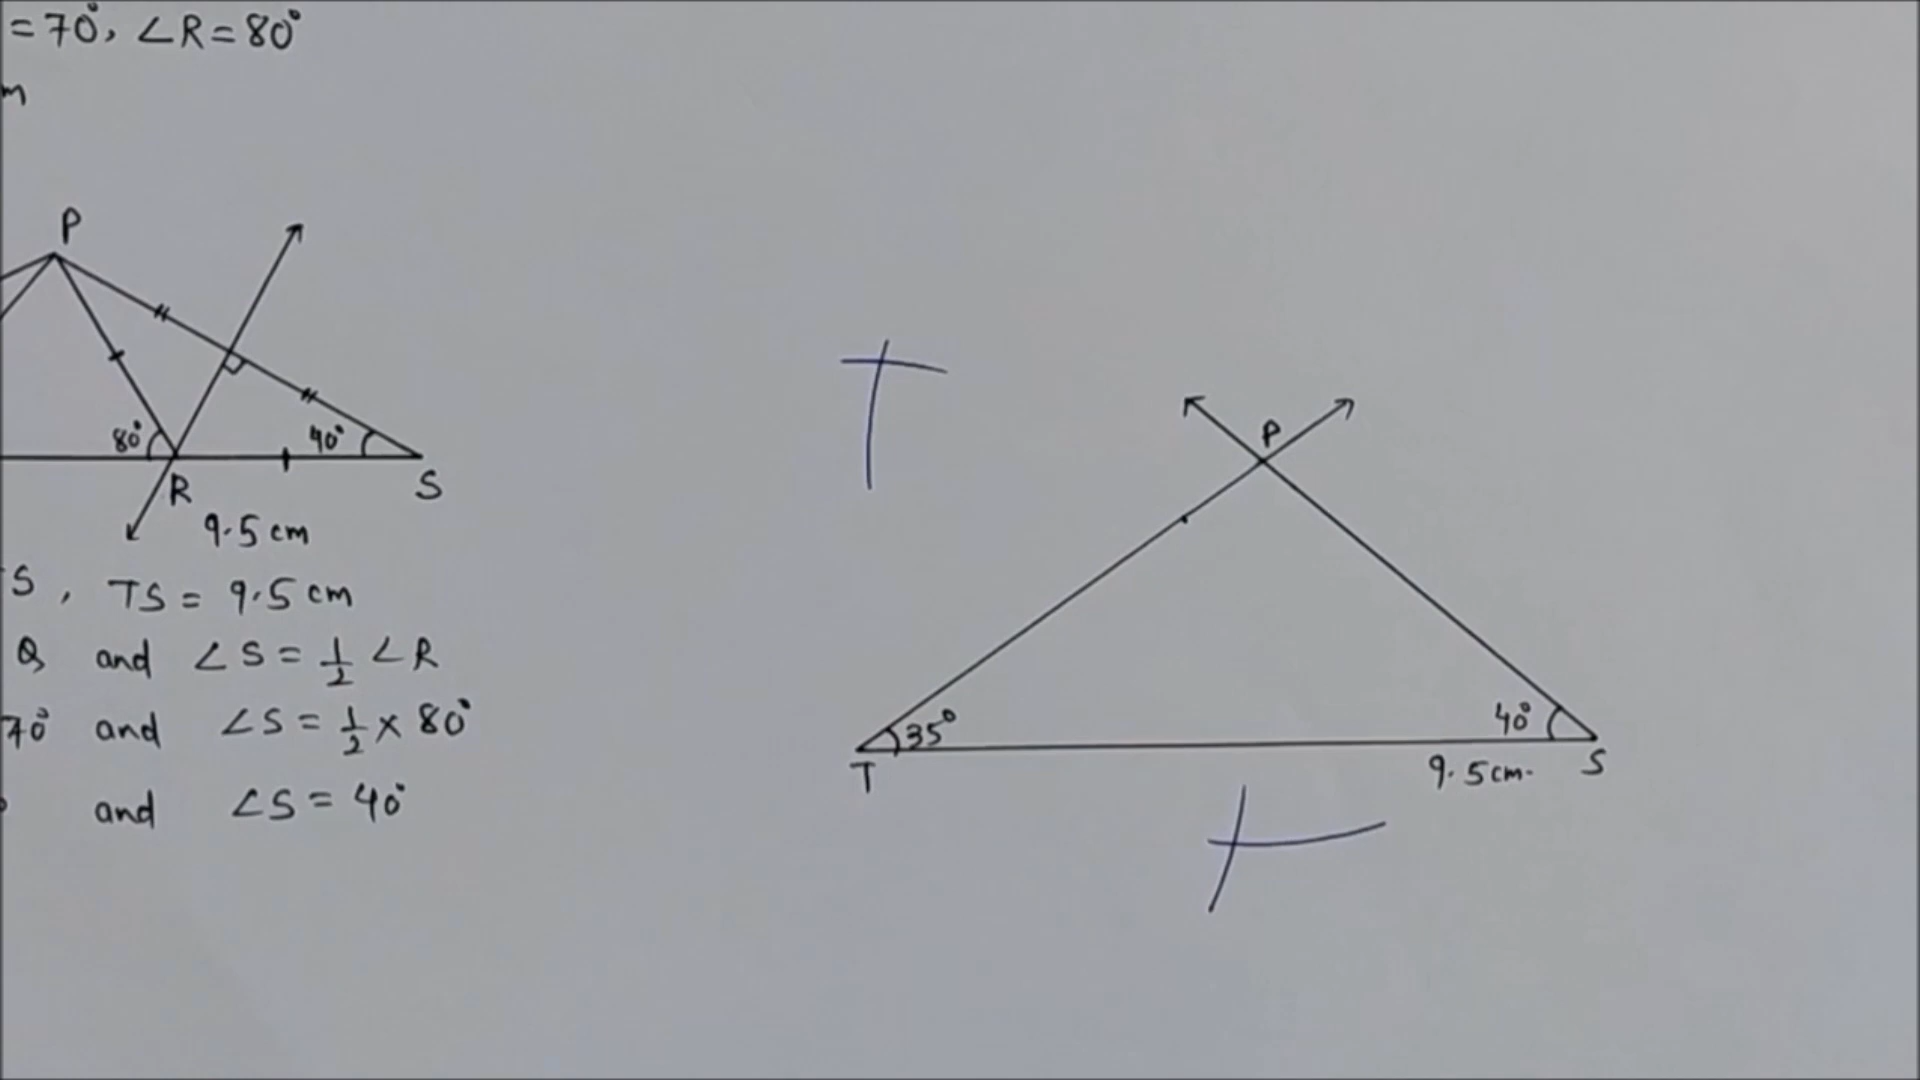 = 70°, ∠R = 80°
m
P
80°
40°
R
S
9.5 cm
S, TS = 9.5 cm
Q and ∠S = 1/2 ∠R
70° and ∠S = 1/2 × 80°
and ∠S = 40°
P
35°
40°
T
9.5 cm.
S